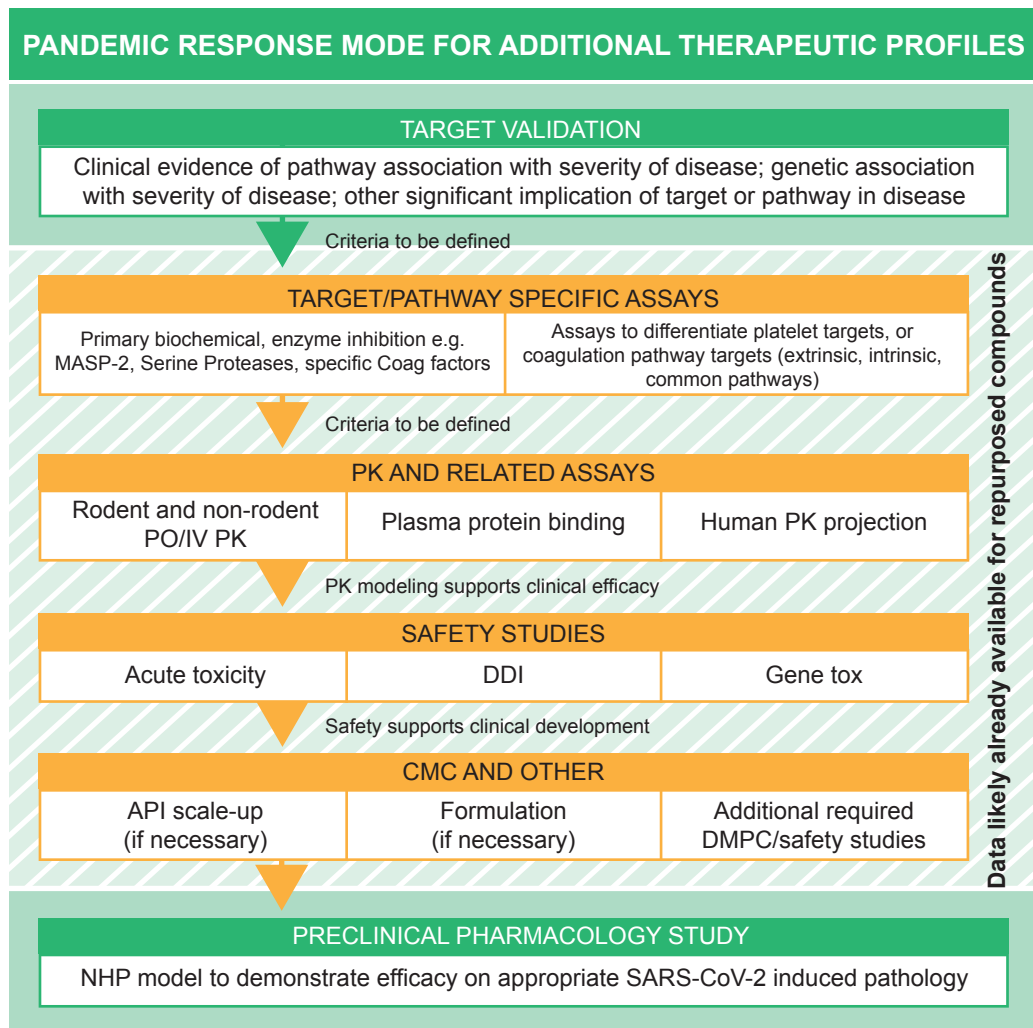 PANDEMIC RESPONSE MODE FOR ADDITIONAL THERAPEUTIC PROFILES
TARGET VALIDATION
Clinical evidence of pathway association with severity of disease; genetic association
with severity of disease; other significant implication of target or pathway in disease
Criteria to be defined
TARGET/PATHWAY SPECIFIC ASSAYS
Primary biochemical, enzyme inhibition e.g.
MASP-2, Serine Proteases, specific Coag factors
Assays to differentiate platelet targets, or
coagulation pathway targets (extrinsic, intrinsic,
common pathways)
Criteria to be defined
PK AND RELATED ASSAYS
Rodent and non-rodent
PO/IV PK
Plasma protein binding
Human PK projection
PK modeling supports clinical efficacy
SAFETY STUDIES
Acute toxicity
DDI
Gene tox
Safety supports clinical development
CMC AND OTHER
API scale-up
(if necessary)
Formulation
(if necessary)
Additional required
DMPC/safety studies
Data likely already available for repurposed compounds
PRECLINICAL PHARMACOLOGY STUDY
NHP model to demonstrate efficacy on appropriate SARS-CoV-2 induced pathology